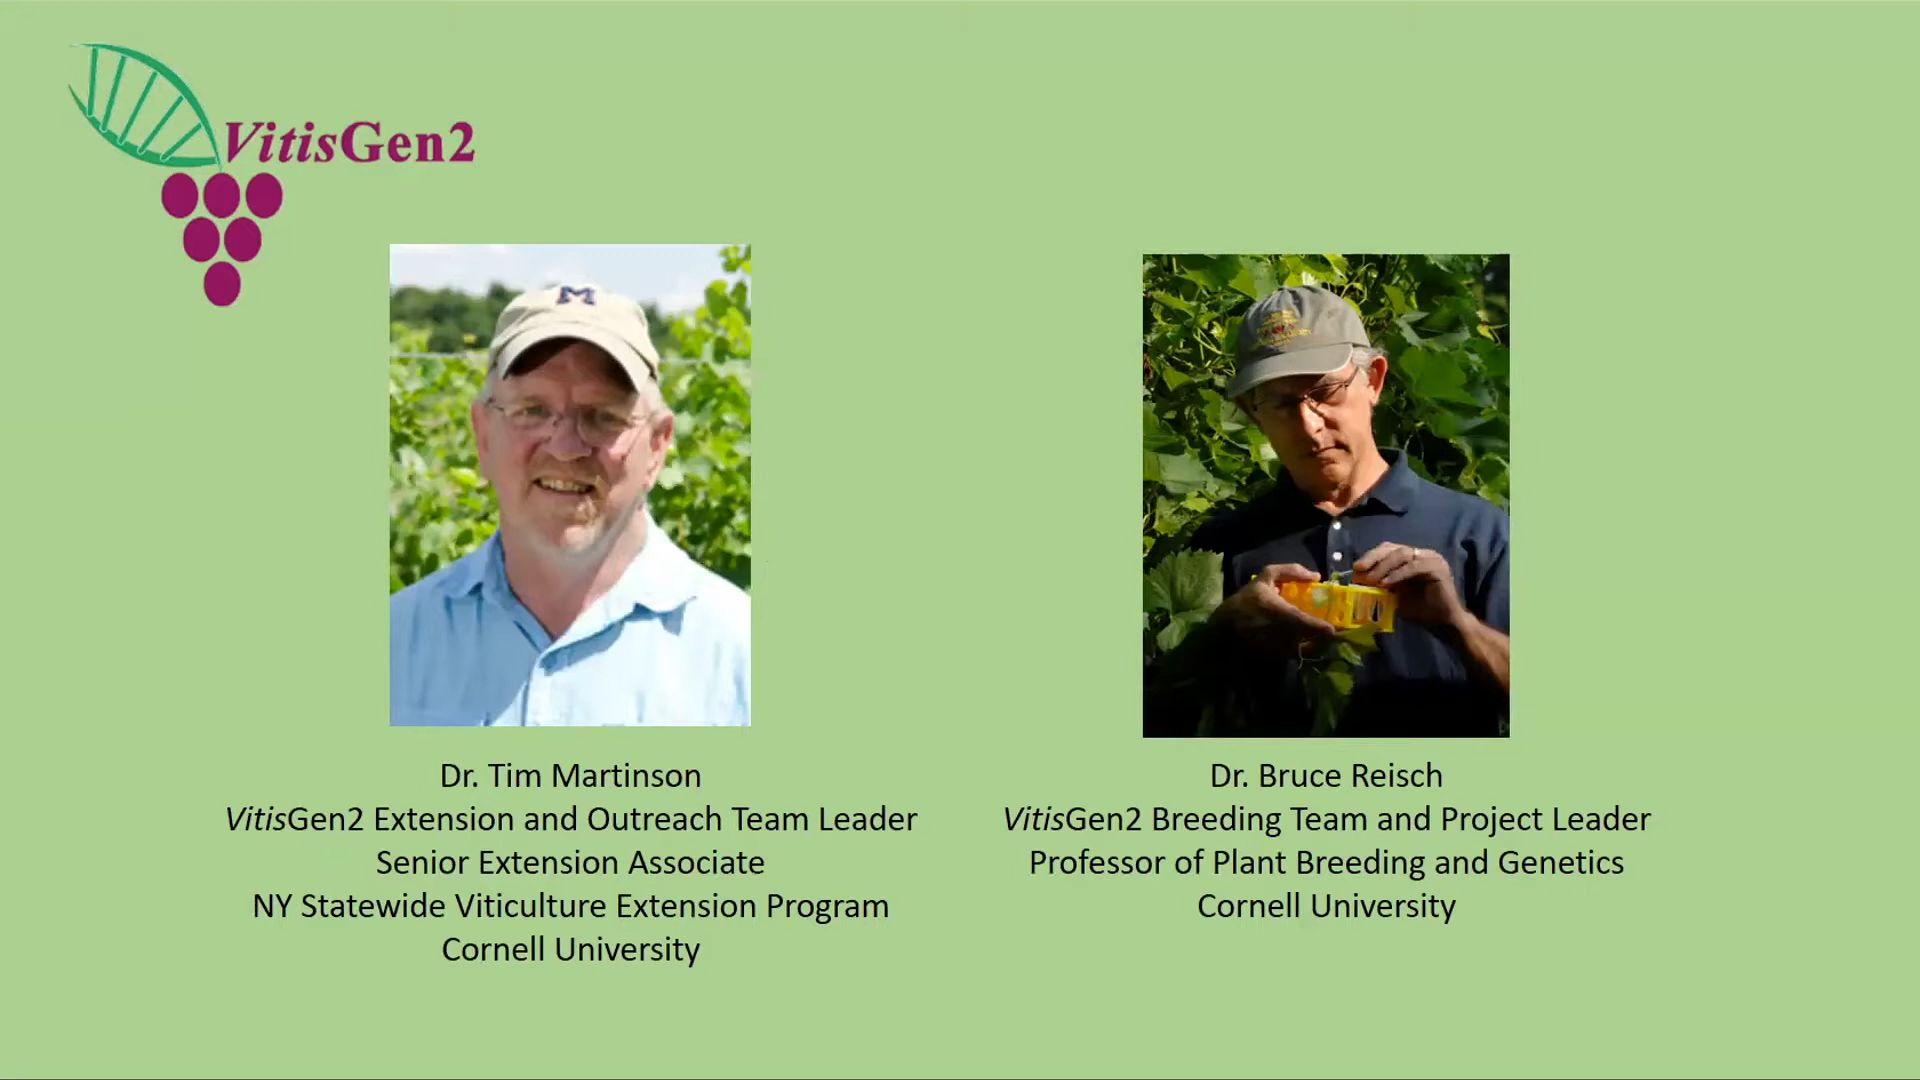 VitisGen2
M
Dr. Tim Martinson
VitisGen2 Extension and Outreach Team Leader
Senior Extension Associate
NY Statewide Viticulture Extension Program
Cornell University
Dr. Bruce Reisch
VitisGen2 Breeding Team and Project Leader
Professor of Plant Breeding and Genetics
Cornell University